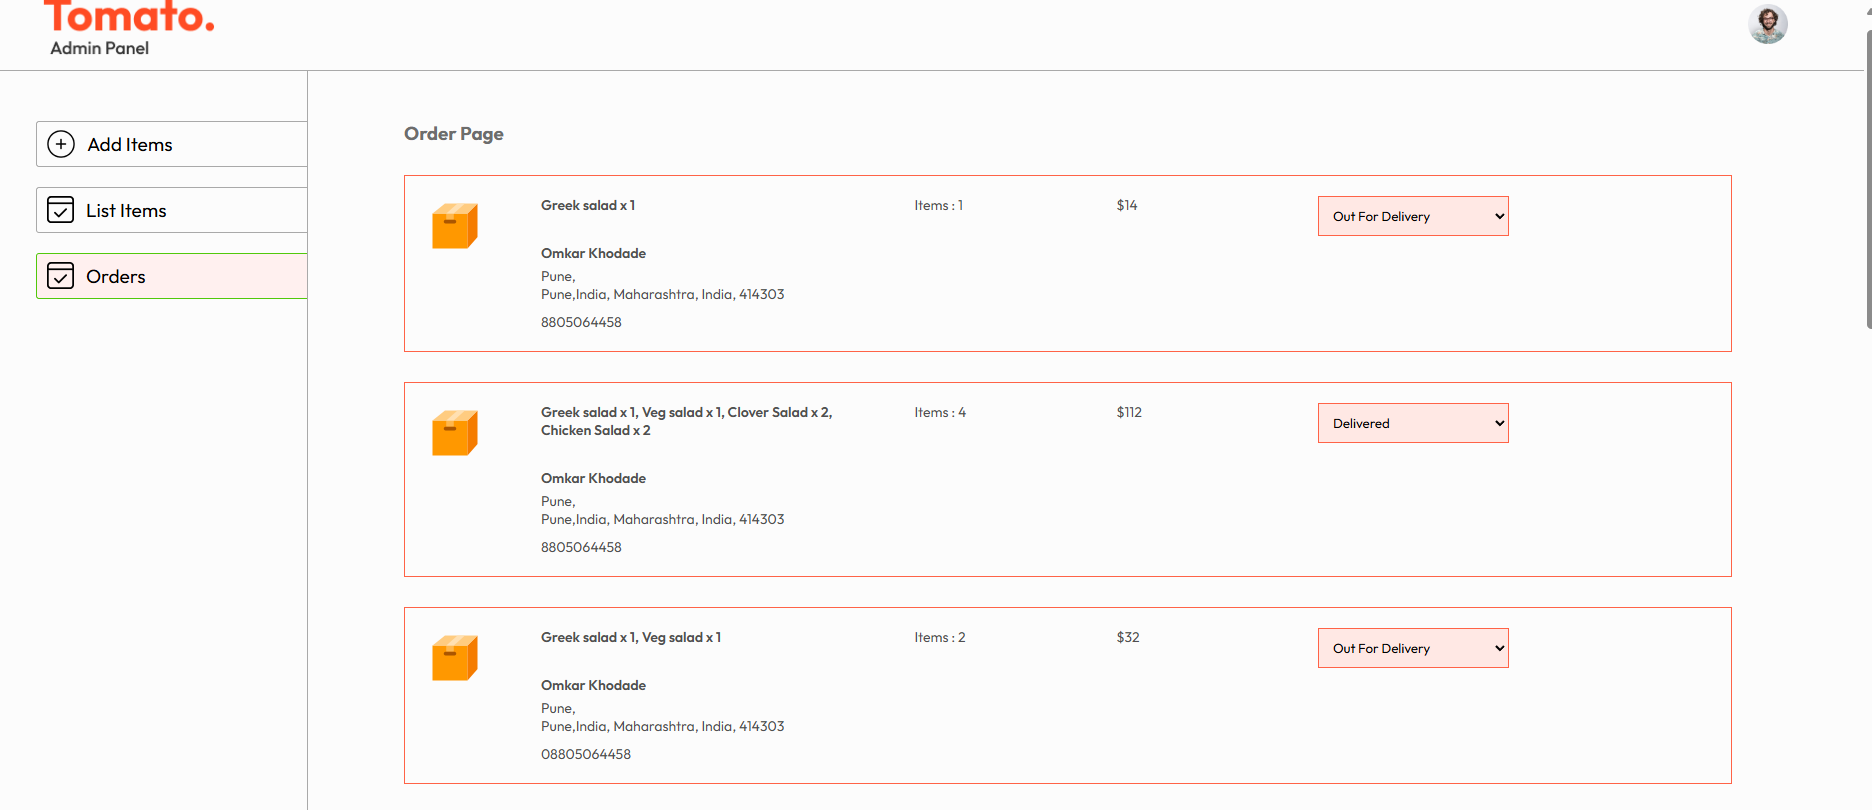 Tomato.
Admin Panel
Add Items
List Items
Orders
Order Page
Greek salad x 1
Items : 1
$14
Out For Delivery
Omkar Khodade
Pune,
Pune,India, Maharashtra, India, 414303
8805064458
Greek salad x 1, Veg salad x 1, Clover Salad x 2,
Chicken Salad x 2
Items : 4
$112
Delivered
Omkar Khodade
Pune,
Pune,India, Maharashtra, India, 414303
8805064458
Greek salad x 1, Veg salad x 1
Items : 2
$32
Out For Delivery
Omkar Khodade
Pune,
Pune,India, Maharashtra, India, 414303
08805064458